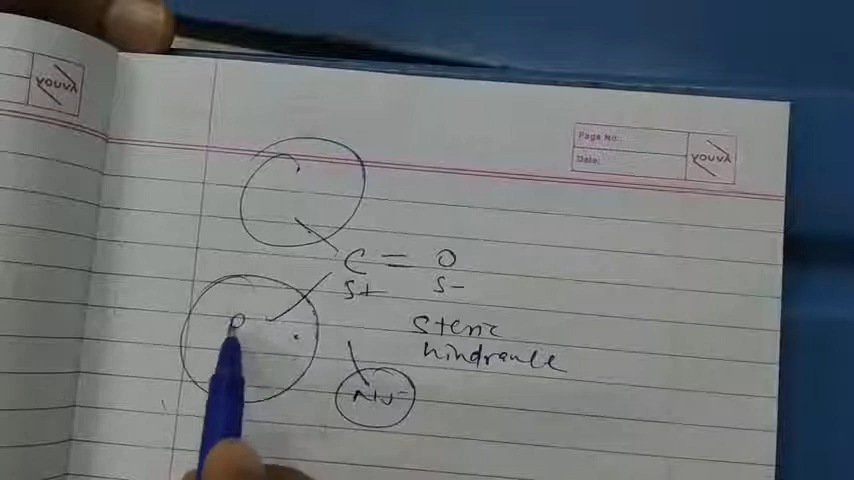 youva
Page No.
Date:
youva
C = O
δ+ δ-
Steric
hindrance
Nu-